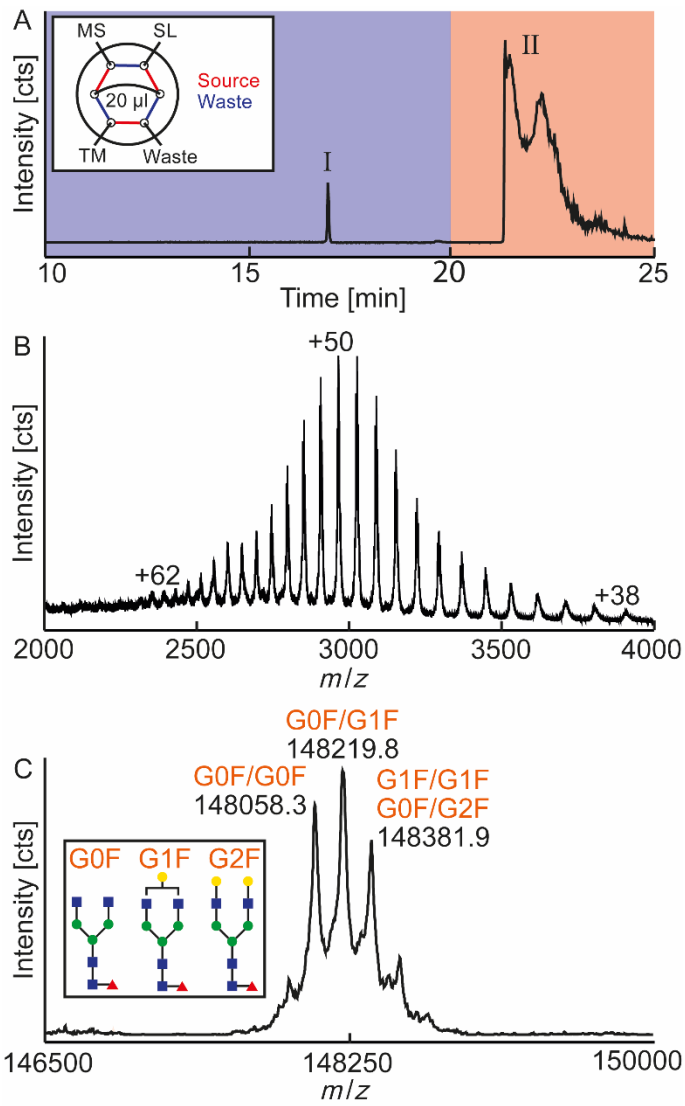 A
Intensity [cts]
MS
SL
20 µl
TM
Waste
Source
Waste
I
II
10
15
20
25
Time [min]
B
Intensity [cts]
+50
+62
+38
2000
2500
3000
3500
4000
m/z
C
Intensity [cts]
G0F/G1F
148219.8
G0F/G0F
148058.3
G1F/G1F
G0F/G2F
148381.9
G0F G1F G2F
146500
148250
150000
m/z